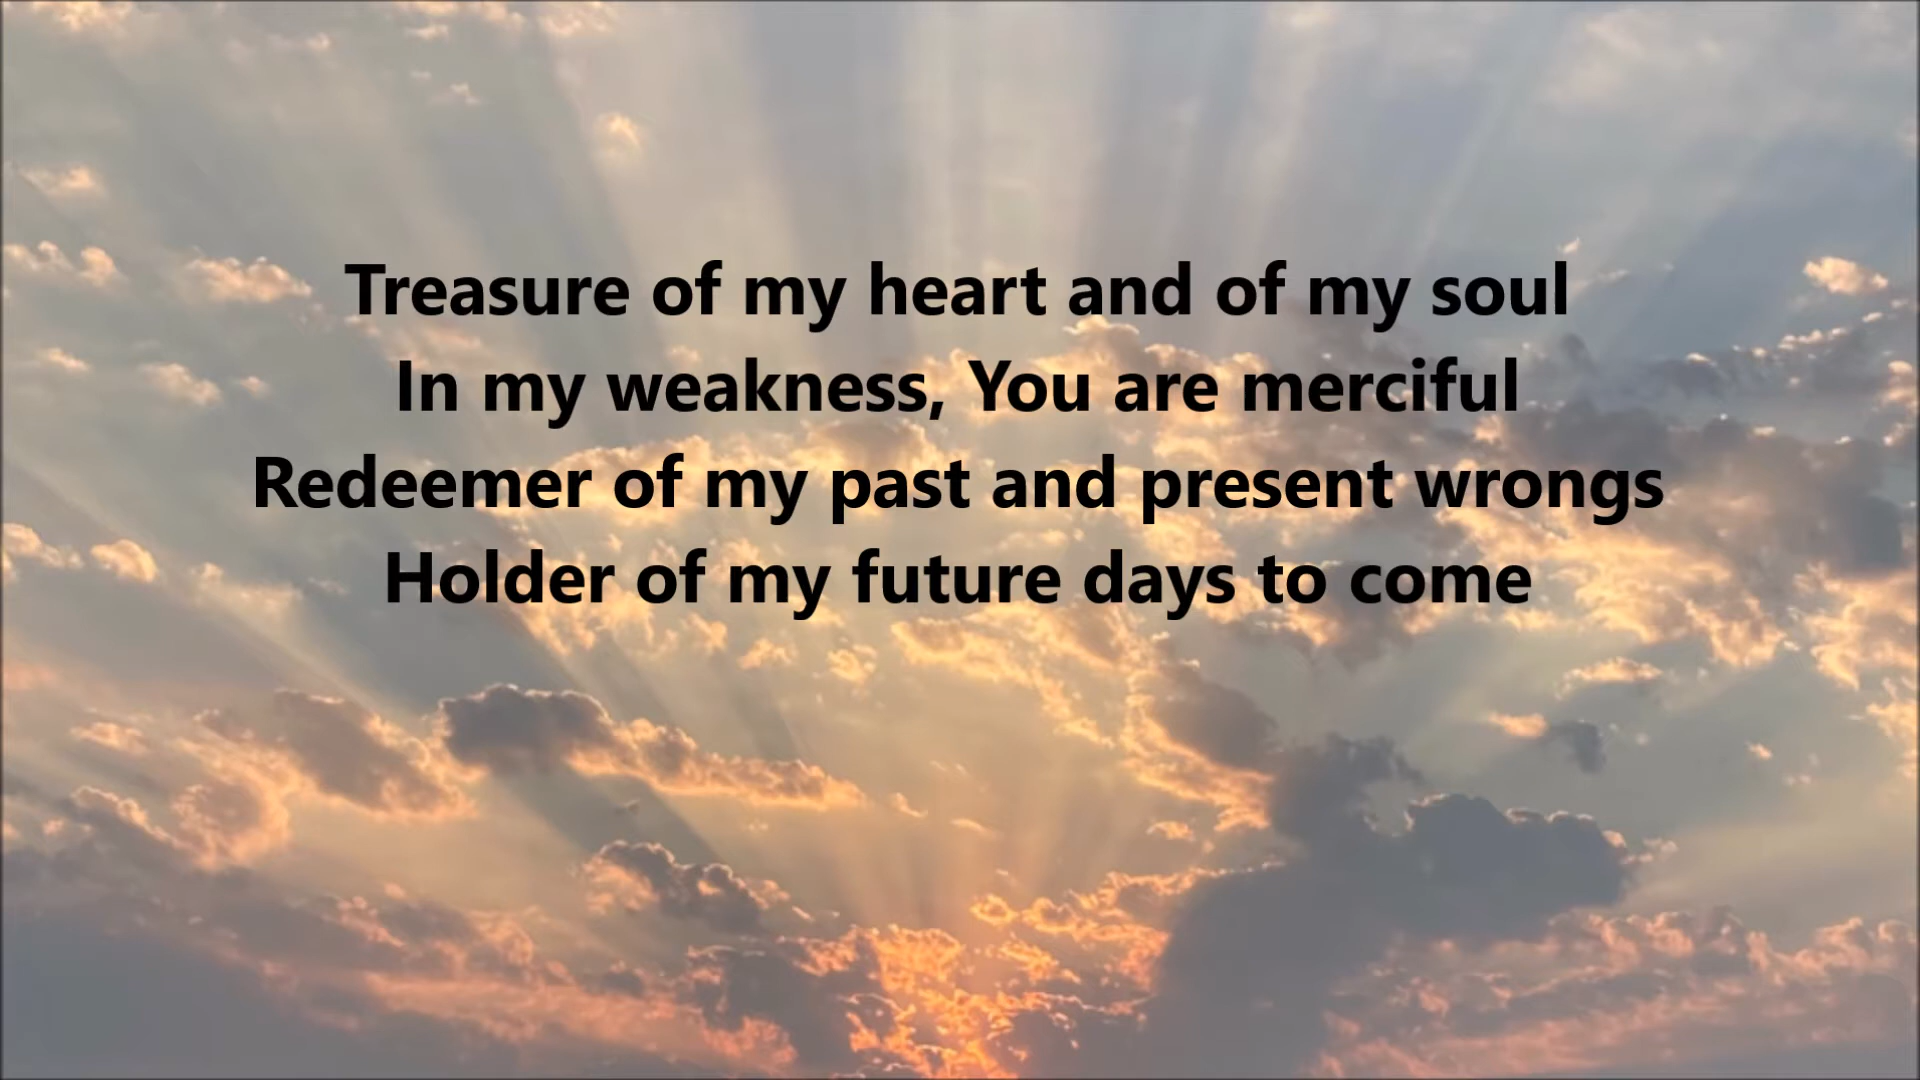 Treasure of my heart and of my soul
In my weakness, You are merciful
Redeemer of my past and present wrongs
Holder of my future days to come